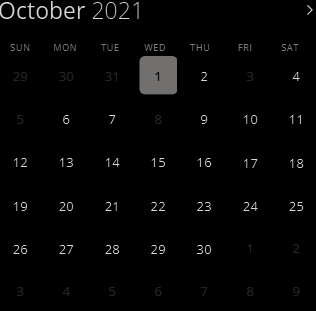 October 2021
SUN MON TUE WED THU FRI SAT
29 30 31 1 2 3 4
5 6 7 8 9 10 11
12 13 14 15 16 17 18
19 20 21 22 23 24 25
26 27 28 29 30 1 2
3 4 5 6 7 8 9